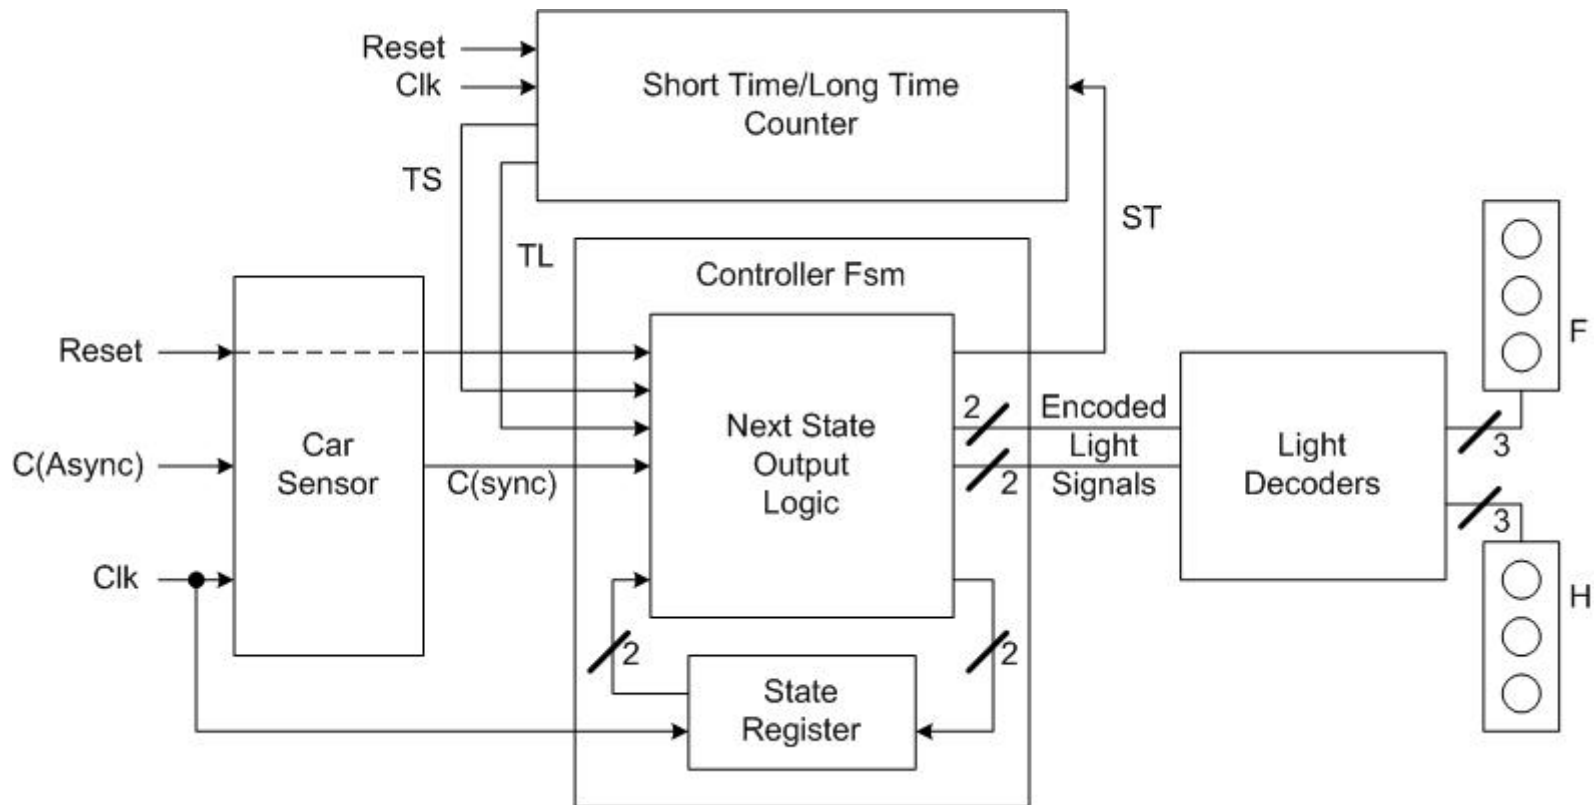 Reset
Clk
Short Time/Long Time
Counter
TS
TL
ST
Controller Fsm
Reset
C(Async)
Clk
Car
Sensor
C(sync)
Next State
Output
Logic
2
Encoded
Light
Signals
2
Light
Decoders
3
F
3
H
2
2
State
Register